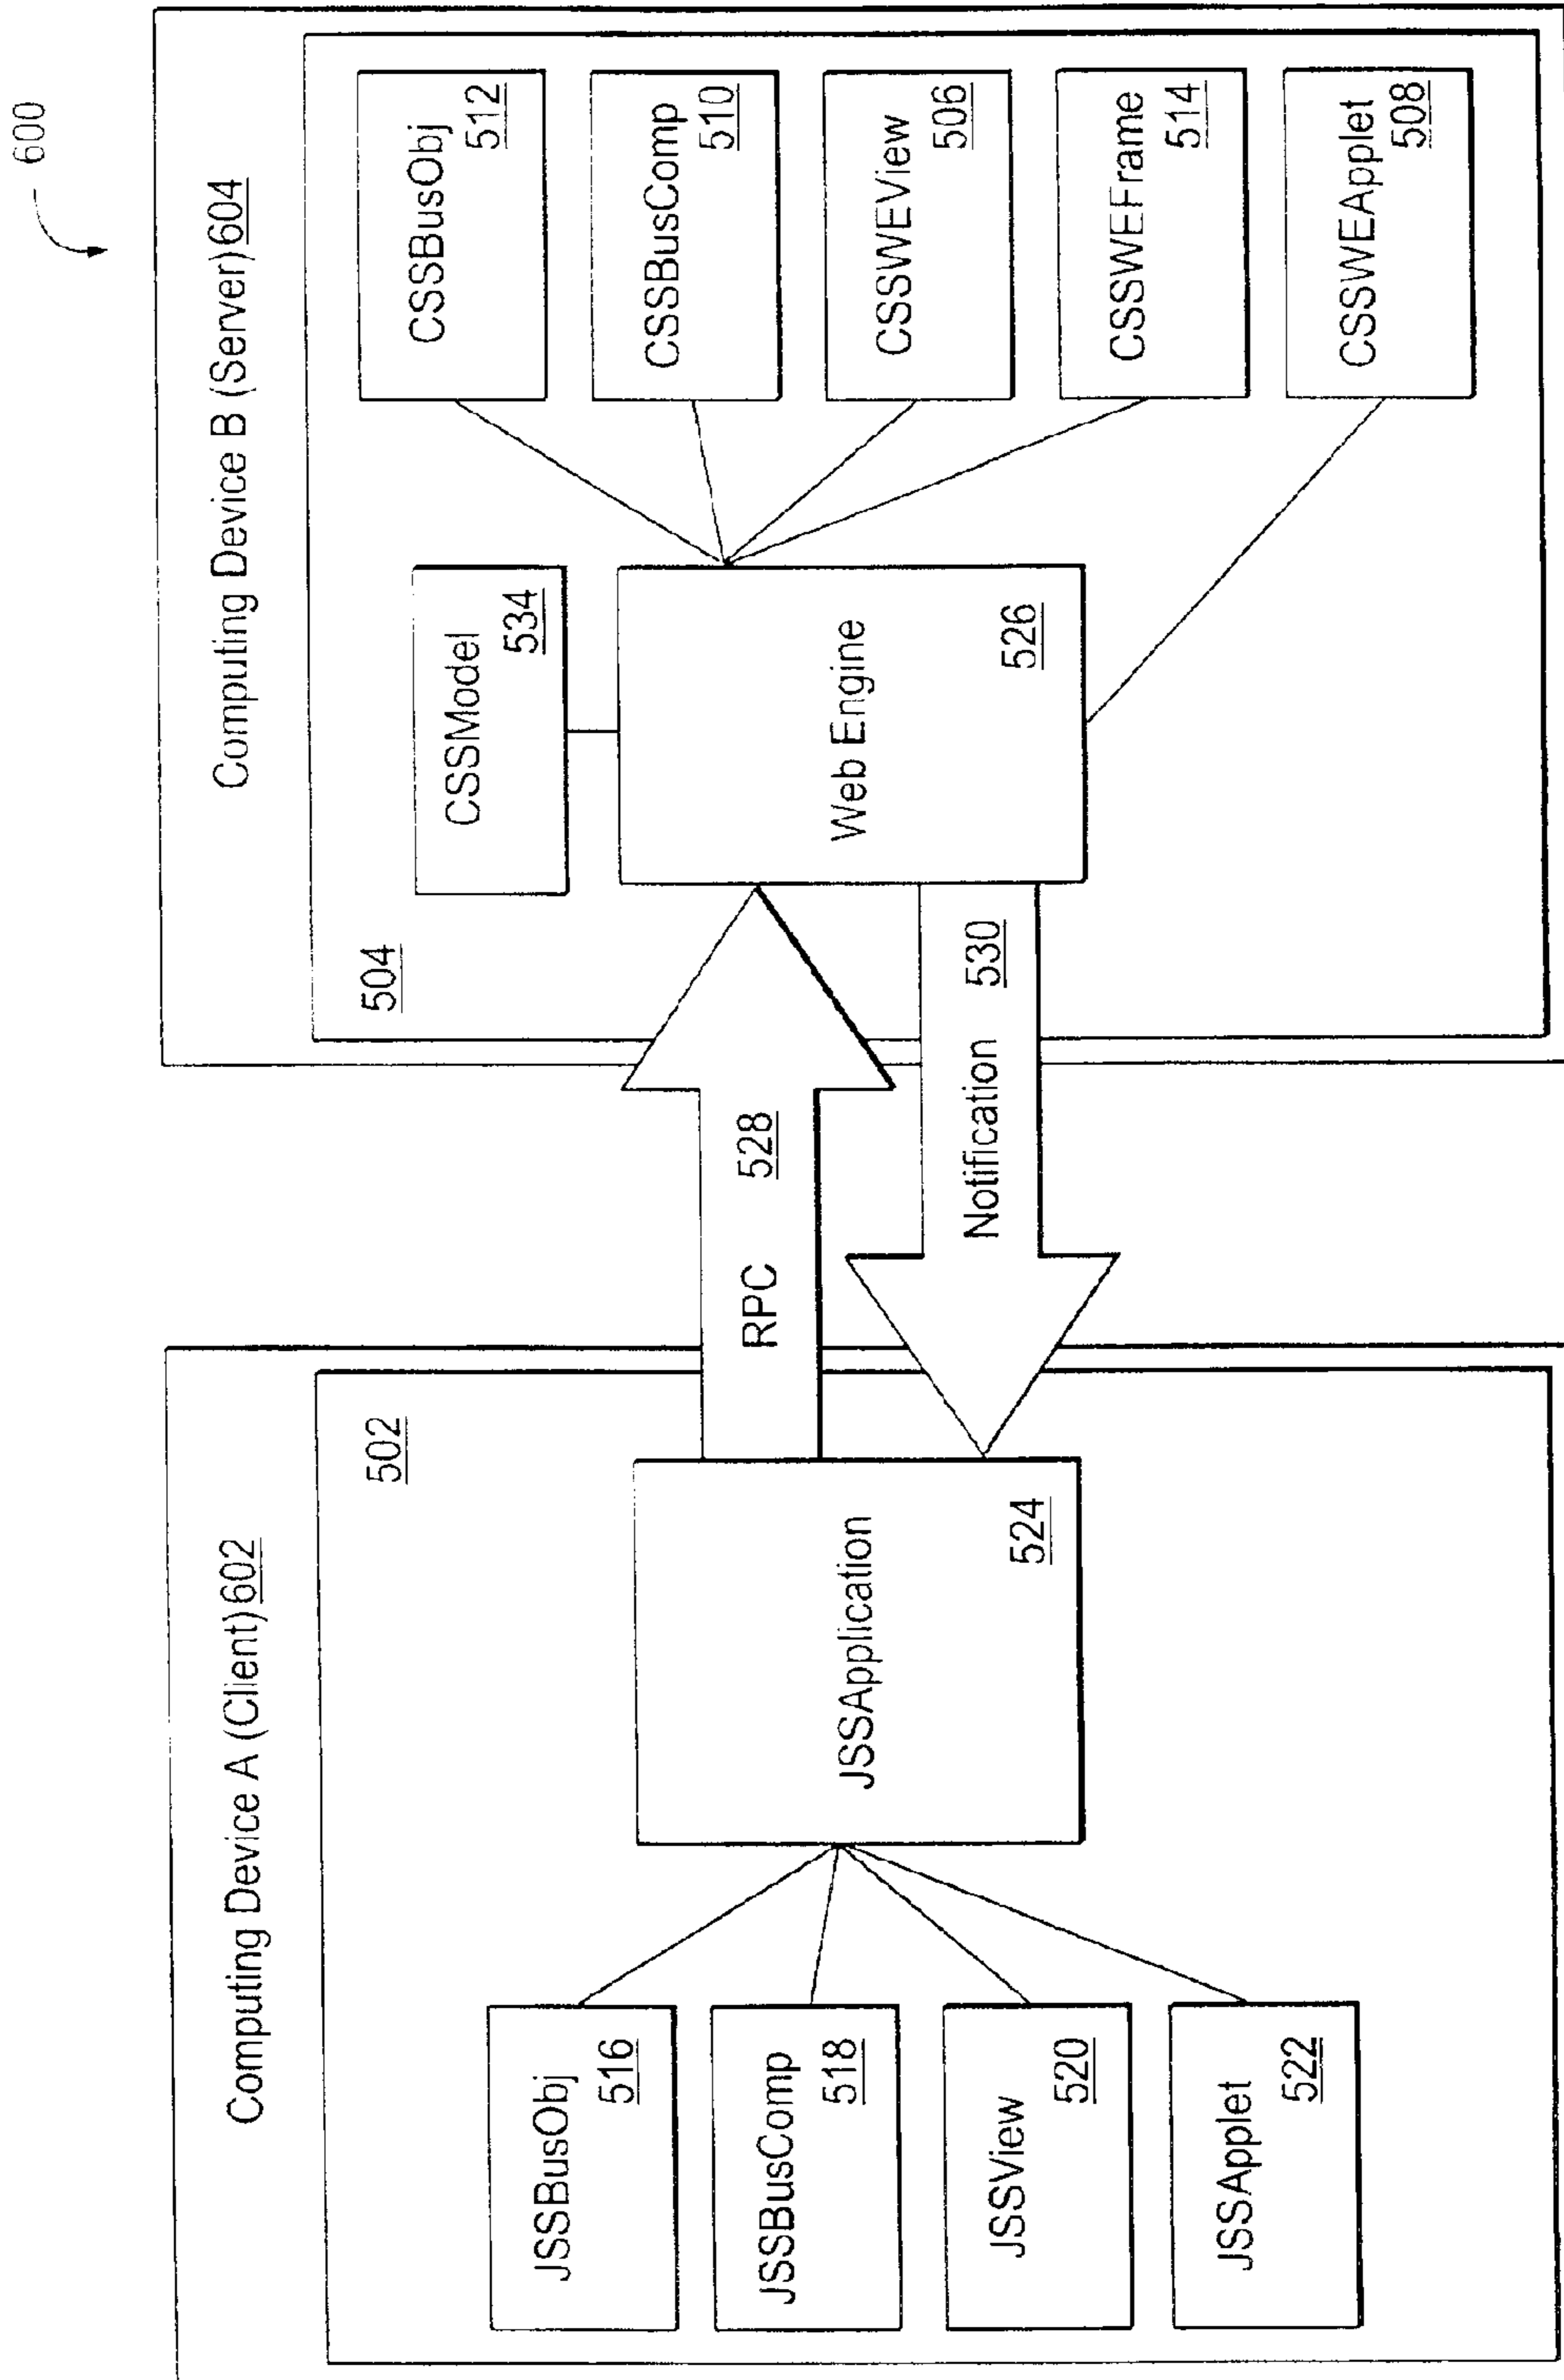 600
Computing Device A (Client) 602
502
JSSBusObj
516
JSSBusComp
518
JSSView
520
JSSApplet
522
JSSApplication
524
RPC 528
Notification 530
Computing Device B (Server) 604
504
CSSModel
534
Web Engine
526
CSSBusObj
512
CSSBusComp
510
CSSWEView
506
CSSWEFrame
514
CSSWEApplet
508